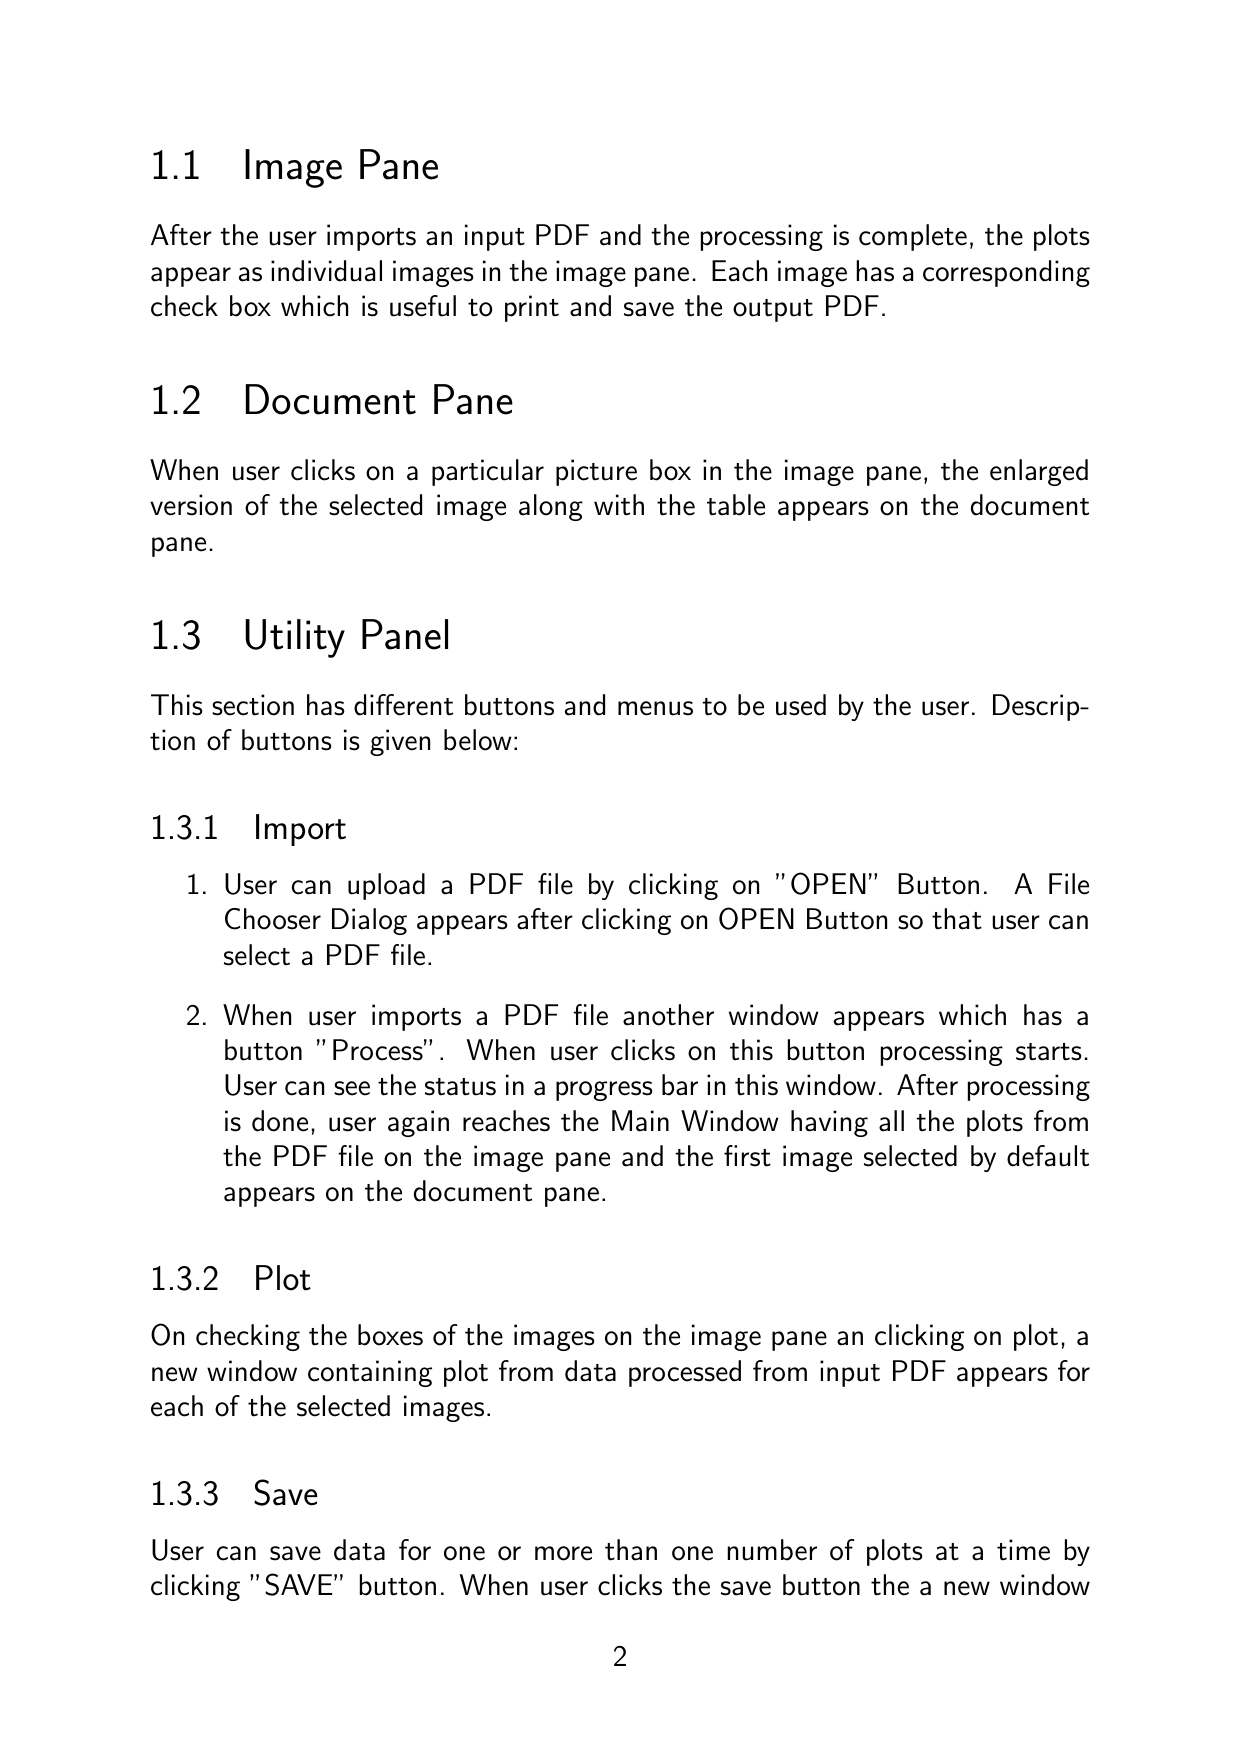 1.1 Image Pane
After the user imports an input PDF and the processing is complete, the plots
appear as individual images in the image pane. Each image has a corresponding
check box which is useful to print and save the output PDF.
1.2 Document Pane
When user clicks on a particular picture box in the image pane, the enlarged
version of the selected image along with the table appears on the document
pane.
1.3 Utility Panel
This section has different buttons and menus to be used by the user. Descrip-
tion of buttons is given below:
1.3.1 Import
1. User can upload a PDF file by clicking on ”OPEN” Button. A File
Chooser Dialog appears after clicking on OPEN Button so that user can
select a PDF file.
2. When user imports a PDF file another window appears which has a
button ”Process”. When user clicks on this button processing starts.
User can see the status in a progress bar in this window. After processing
is done, user again reaches the Main Window having all the plots from
the PDF file on the image pane and the first image selected by default
appears on the document pane.
1.3.2 Plot
On checking the boxes of the images on the image pane an clicking on plot, a
new window containing plot from data processed from input PDF appears for
each of the selected images.
1.3.3 Save
User can save data for one or more than one number of plots at a time by
clicking ”SAVE” button. When user clicks the save button the a new window
2